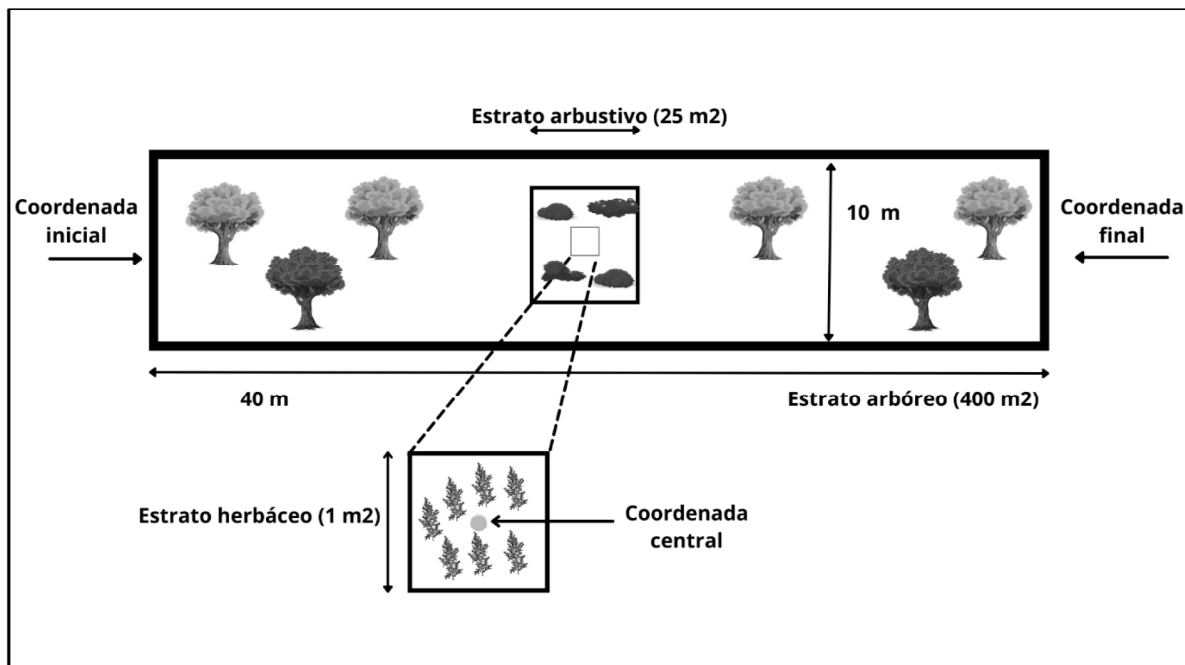 Estrato arbustivo (25 m2)
Coordenada
inicial
10 m
Coordenada
final
40 m
Estrato arbóreo (400 m2)
Estrato herbáceo (1 m2)
Coordenada
central